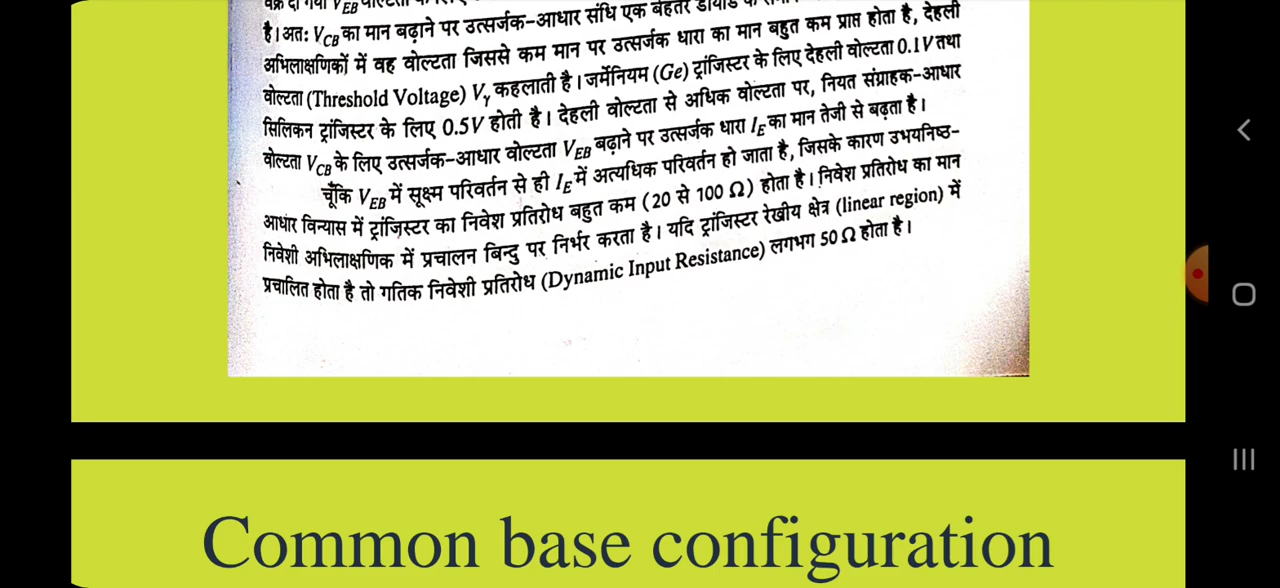 है। अतः V_CB का मान बढ़ाने पर उत्सर्जक-आधार संधि एक बेहतर डायोड के
अभिलाक्षणिकों में वह वोल्टता जिससे कम मान पर उत्सर्जक धारा का मान बहुत कम प्राप्त होता है, देहली
वोल्टता (Threshold Voltage) V_γ कहलाती है। जर्मेनियम (Ge) ट्रांजिस्टर के लिए देहली वोल्टता 0.1V तथा
सिलिकन ट्रांजिस्टर के लिए 0.5V होती है। देहली वोल्टता से अधिक वोल्टता पर, नियत संग्राहक-आधार
वोल्टता V_CB के लिए उत्सर्जक-आधार वोल्टता V_EB बढ़ाने पर उत्सर्जक धारा I_E का मान तेजी से बढ़ता है।
चूँकि V_EB में सूक्ष्म परिवर्तन से ही I_E में अत्यधिक परिवर्तन हो जाता है, जिसके कारण उभयनिष्ठ-
आधार विन्यास में ट्रांजिस्टर का निवेश प्रतिरोध बहुत कम (20 से 100 Ω) होता है। निवेश प्रतिरोध का मान
निवेशी अभिलाक्षणिक में प्रचालन बिन्दु पर निर्भर करता है। यदि ट्रांजिस्टर रेखीय क्षेत्र (linear region) में
प्रचालित होता है तो गतिक निवेशी प्रतिरोध (Dynamic Input Resistance) लगभग 50 Ω होता है।
Common base configuration